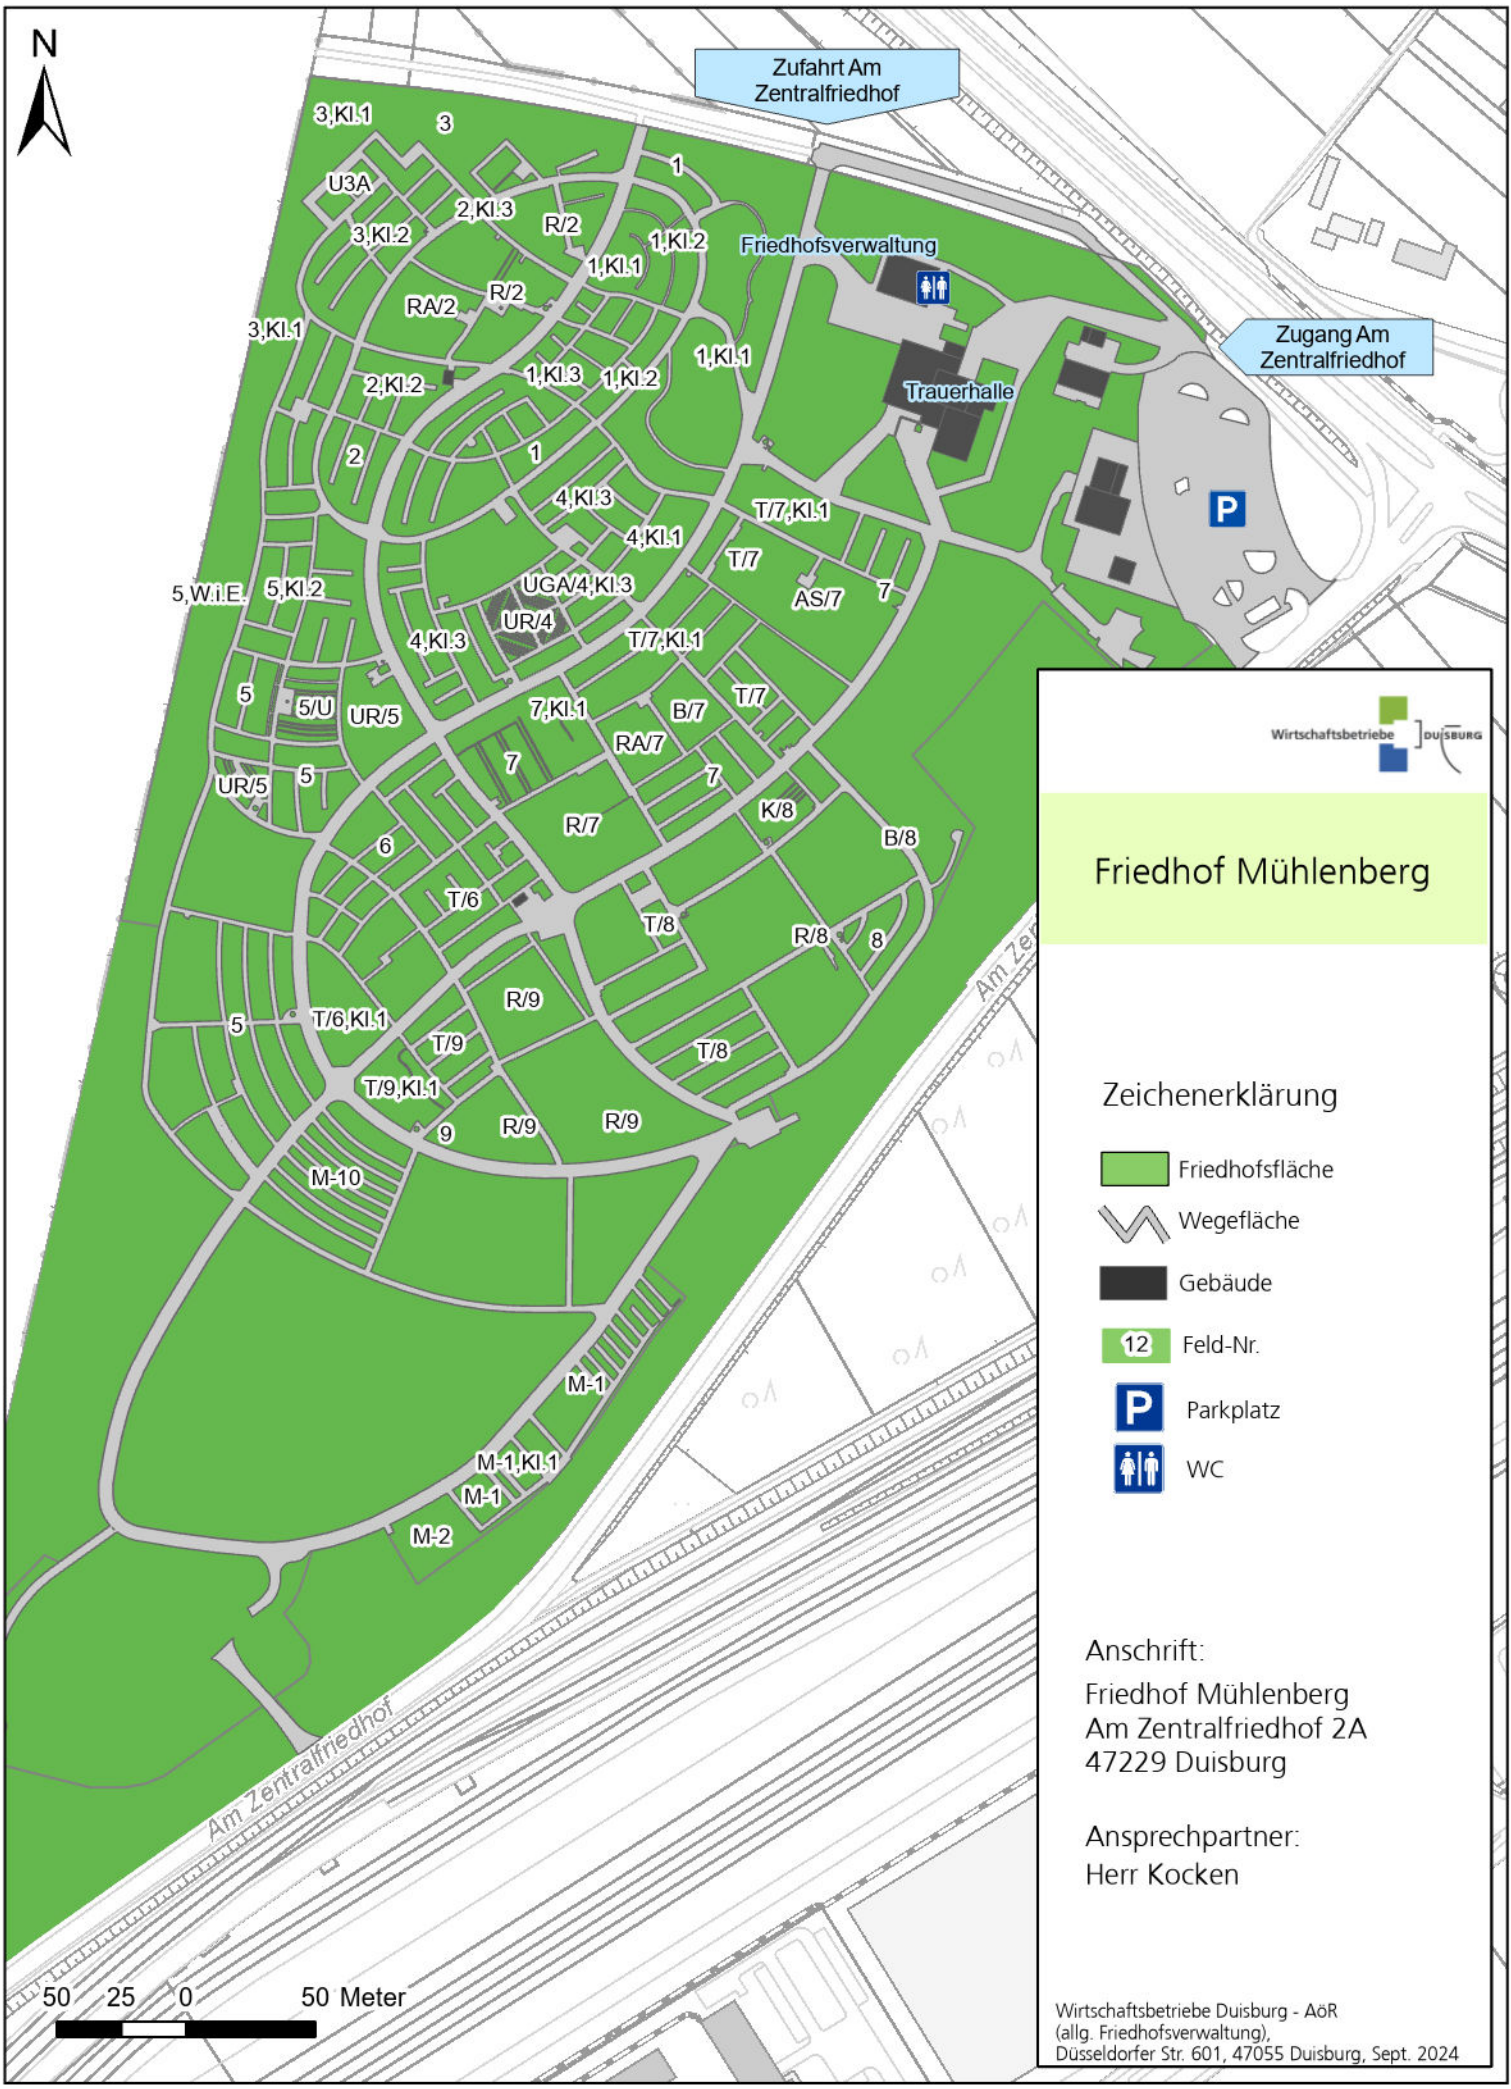 N
Zufahrt Am
Zentralfriedhof
3,Kl.1
3
1
U3A
2,Kl.3
R/2
3,Kl.2
1,Kl.2
Friedhofsverwaltung
1,Kl.1
R/2
RA/2
3,Kl.1
Zugang Am
Zentralfriedhof
1,Kl.1
1,Kl.3
1,Kl.2
2,Kl.2
Trauerhalle
1
2
4,Kl.3
T/7,Kl.1
P
4,Kl.1
T/7
UGA/4,Kl.3
5,W.i.E.
5,Kl.2
7
AS/7
UR/4
4,Kl.3
T/7,Kl.1
5
T/7
5/U
7,Kl.1
B/7
UR/5
RA/7
7
7
5
UR/5
K/8
R/7
B/8
6
T/6
T/8
R/8
8
R/9
T/6,Kl.1
5
T/9
T/8
T/9,Kl.1
R/9
R/9
9
M-10
M-1
M-1,Kl.1
M-1
M-2
Am Zer
Am Zentralfriedhof
50 25 0 50 Meter
Wirtschaftsbetriebe DUISBURG
Friedhof Mühlenberg
Zeichenerklärung
Friedhofsfläche
Wegefläche
Gebäude
12 Feld-Nr.
P Parkplatz
WC
Anschrift:
Friedhof Mühlenberg
Am Zentralfriedhof 2A
47229 Duisburg
Ansprechpartner:
Herr Kocken
Wirtschaftsbetriebe Duisburg - AöR
(allg. Friedhofsverwaltung),
Düsseldorfer Str. 601, 47055 Duisburg, Sept. 2024